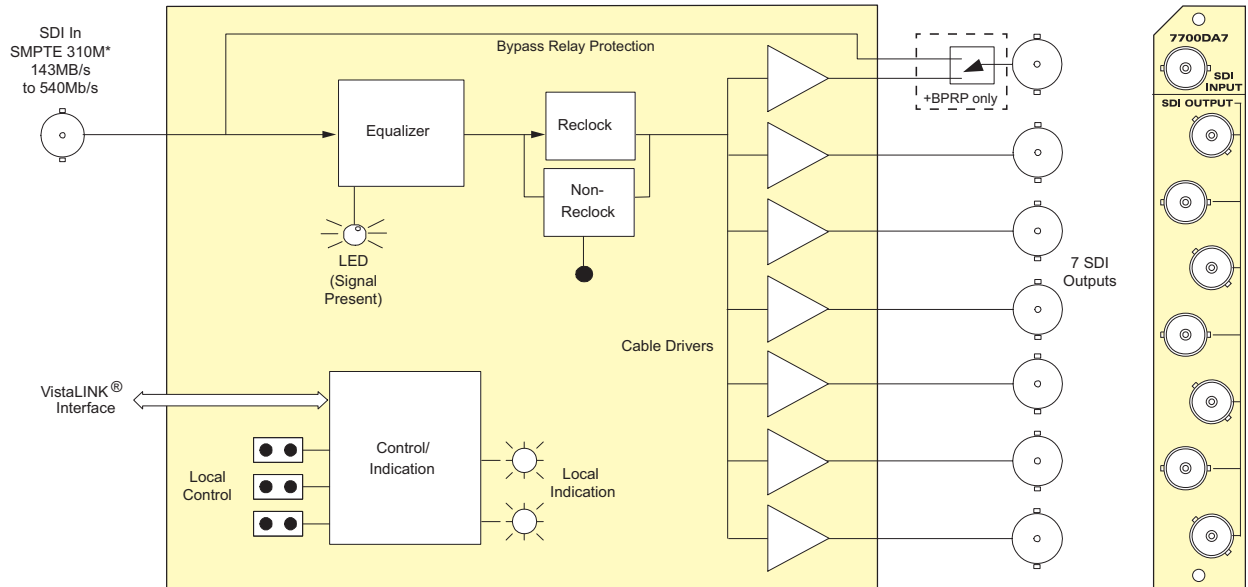 SDI In
SMPTE 310M*
143MB/s
to 540Mb/s
Bypass Relay Protection
+BPRP only
Equalizer
Reclock
Non-
Reclock
LED
(Signal
Present)
7 SDI
Outputs
Cable Drivers
VistaLINK®
Interface
Control/
Indication
Local
Control
Local
Indication
7700DA7
SDI
INPUT
SDI OUTPUT